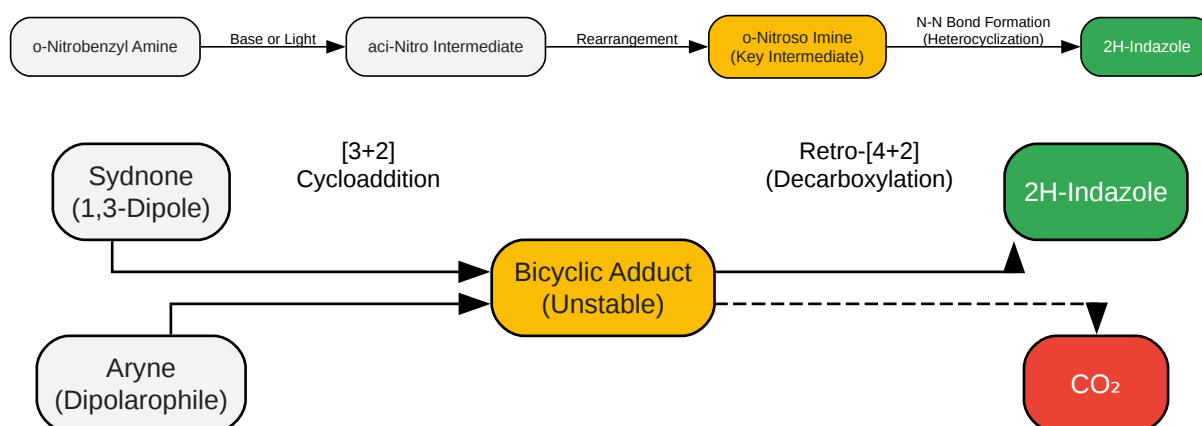 o-Nitrobenzyl Amine
Base or Light
aci-Nitro Intermediate
Rearrangement
o-Nitroso Imine
(Key Intermediate)
N-N Bond Formation
(Heterocyclization)
2H-Indazole
Sydnone
(1,3-Dipole)
[3+2]
Cycloaddition
Retro-[4+2]
(Decarboxylation)
2H-Indazole
Bicyclic Adduct
(Unstable)
Aryne
(Dipolarophile)
CO₂